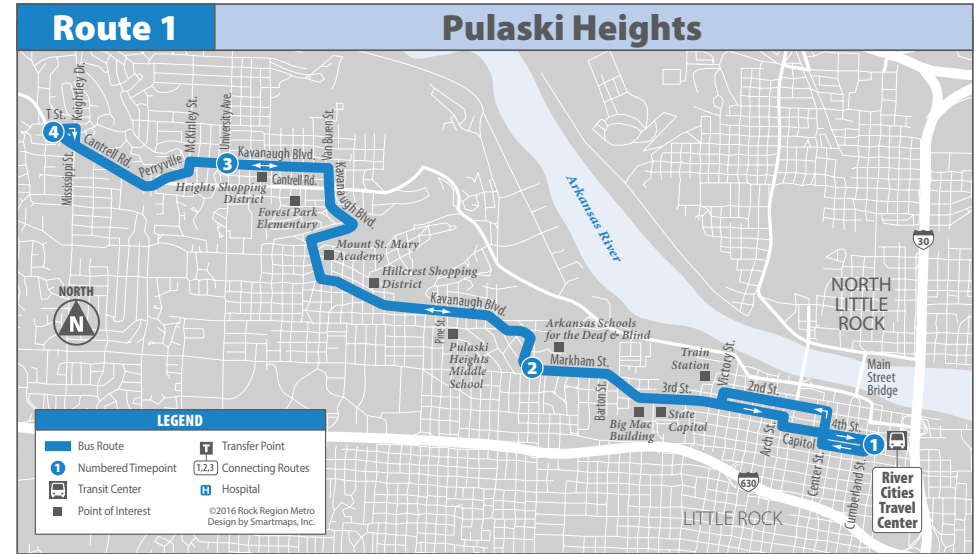 Route 1
Pulaski Heights
T St.
Keightley Dr.
4
Mississippi St.
Cantrell Rd.
Perryville
McKinley St.
University Ave.
3
Kavanaugh Blvd.
Van Buren St.
Cantrell Rd.
Kavanaugh Blvd.
Heights Shopping
District
Forest Park
Elementary
Mount St. Mary
Academy
Hillcrest Shopping
District
Arkansas River
30
NORTH
N
NORTH
LITTLE
ROCK
Kavanaugh Blvd.
Pine St.
Pulaski
Heights
Middle
School
Arkansas Schools
for the Deaf & Blind
2
Markham St.
Barton St.
Train
Station
Victory St.
Main
Street
Bridge
3rd St.
2nd St.
Big Mac
Building
State
Capitol
Arch St.
Capitol
4th St.
1
Center St.
Cumberland St.
River
Cities
Travel
Center
630
LITTLE ROCK
LEGEND
Bus Route
T Transfer Point
1 Numbered Timepoint
1,2,3 Connecting Routes
Transit Center
H Hospital
Point of Interest
©2016 Rock Region Metro
Design by Smartmaps, Inc.